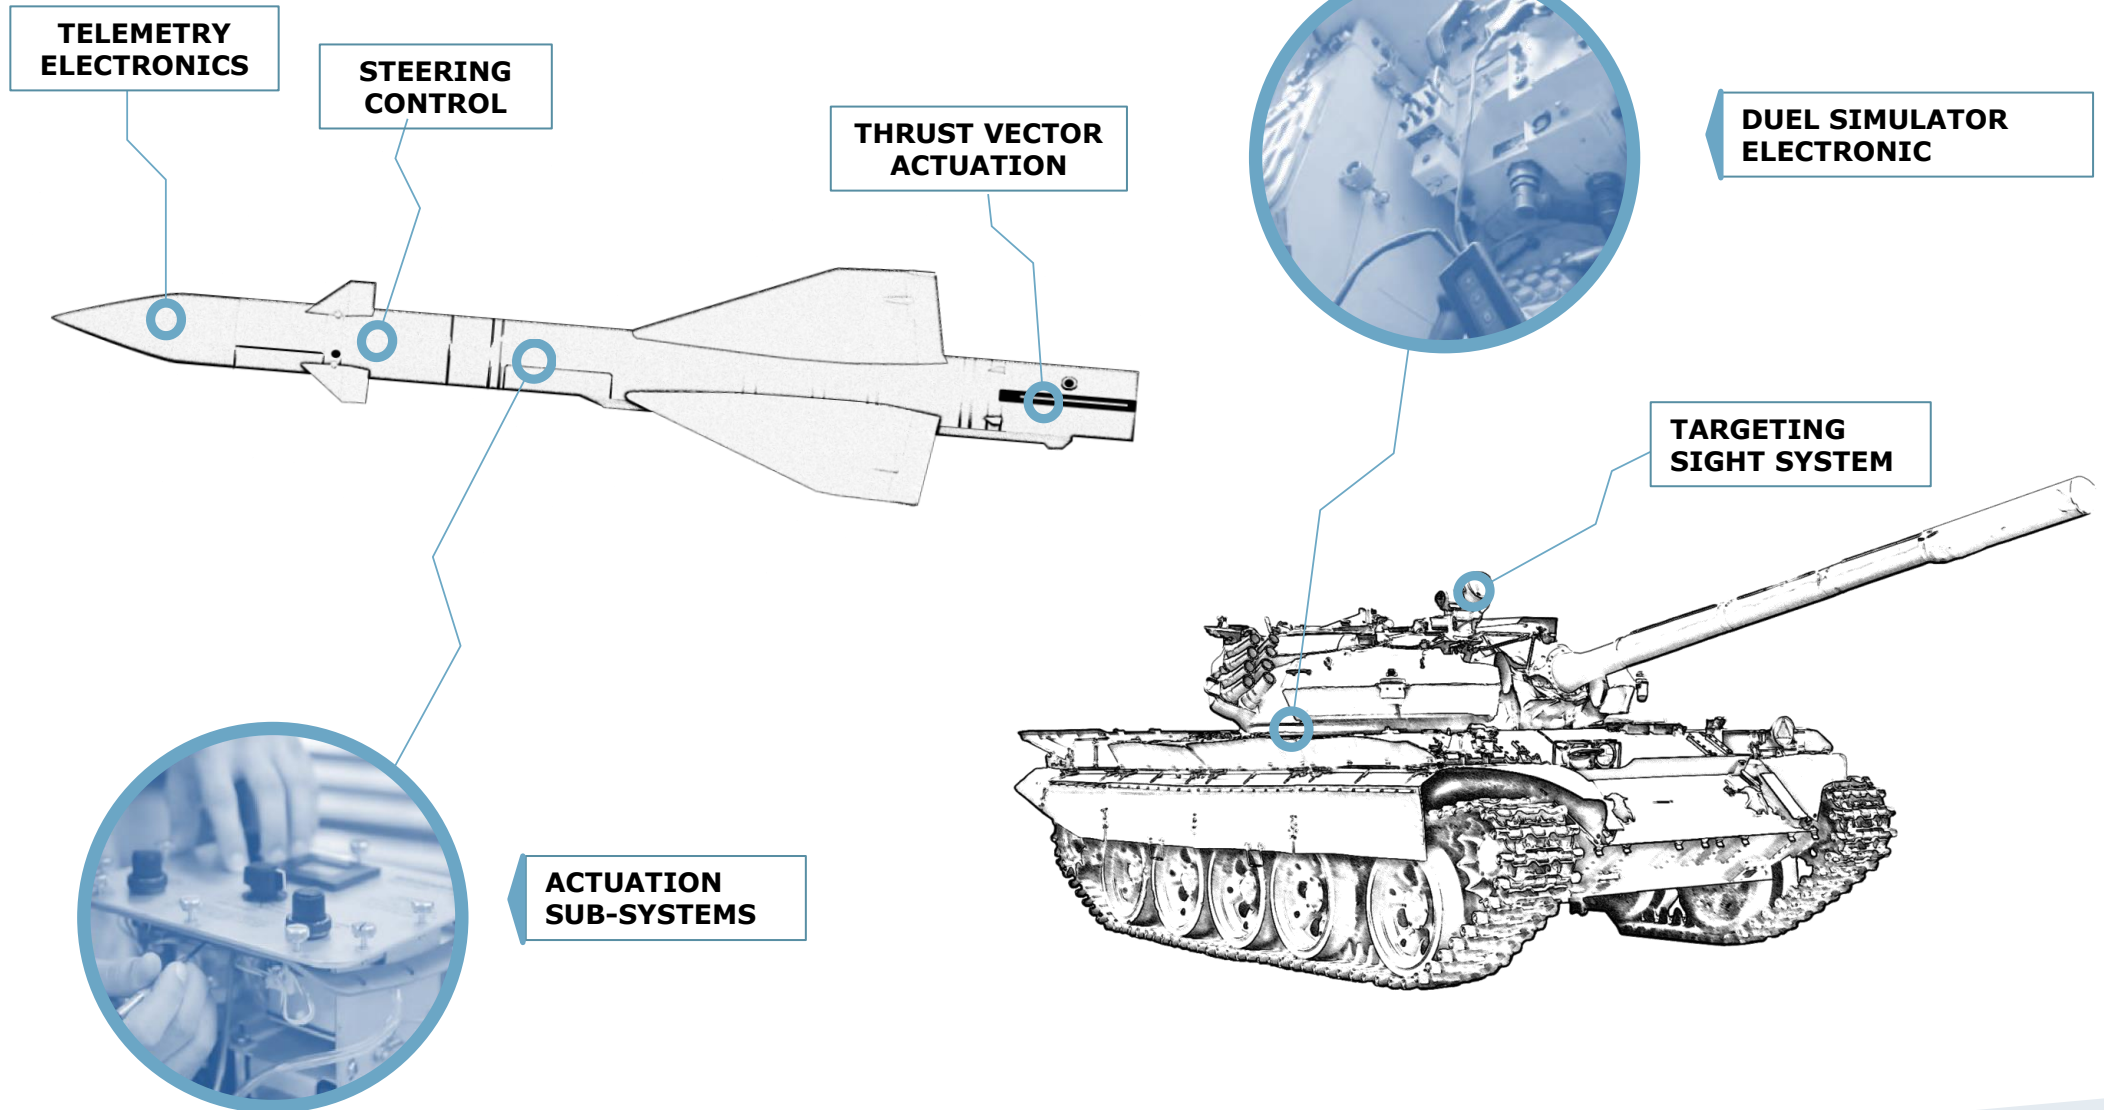 TELEMETRY
ELECTRONICS
STEERING
CONTROL
THRUST VECTOR
ACTUATION
DUEL SIMULATOR
ELECTRONIC
TARGETING
SIGHT SYSTEM
ACTUATION
SUB-SYSTEMS